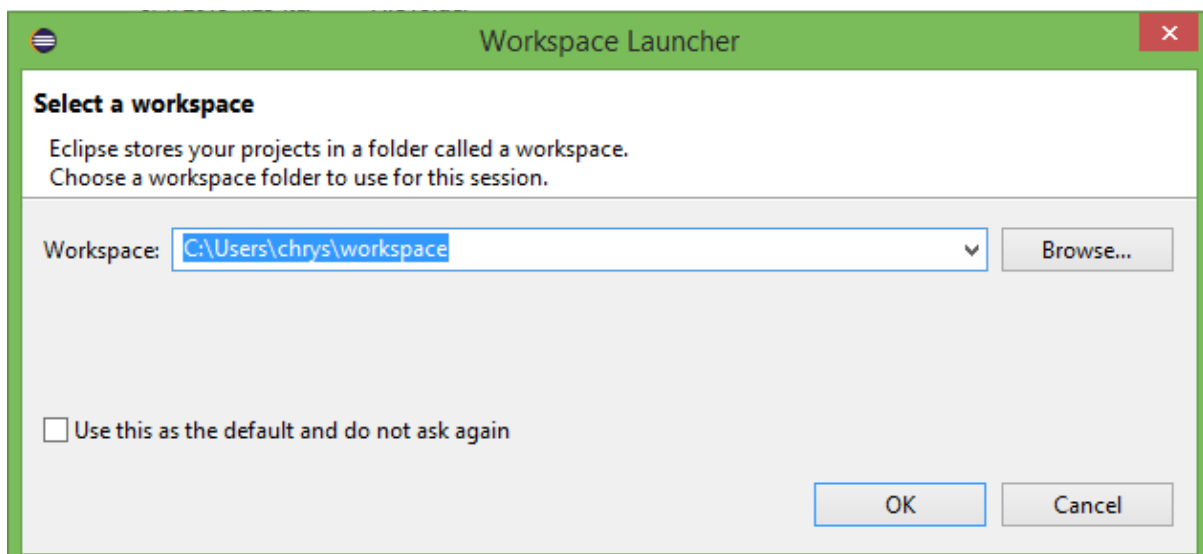 Workspace Launcher
Select a workspace
Eclipse stores your projects in a folder called a workspace.
Choose a workspace folder to use for this session.
Workspace: C:\Users\chrys\workspace Browse...
Use this as the default and do not ask again
OK Cancel